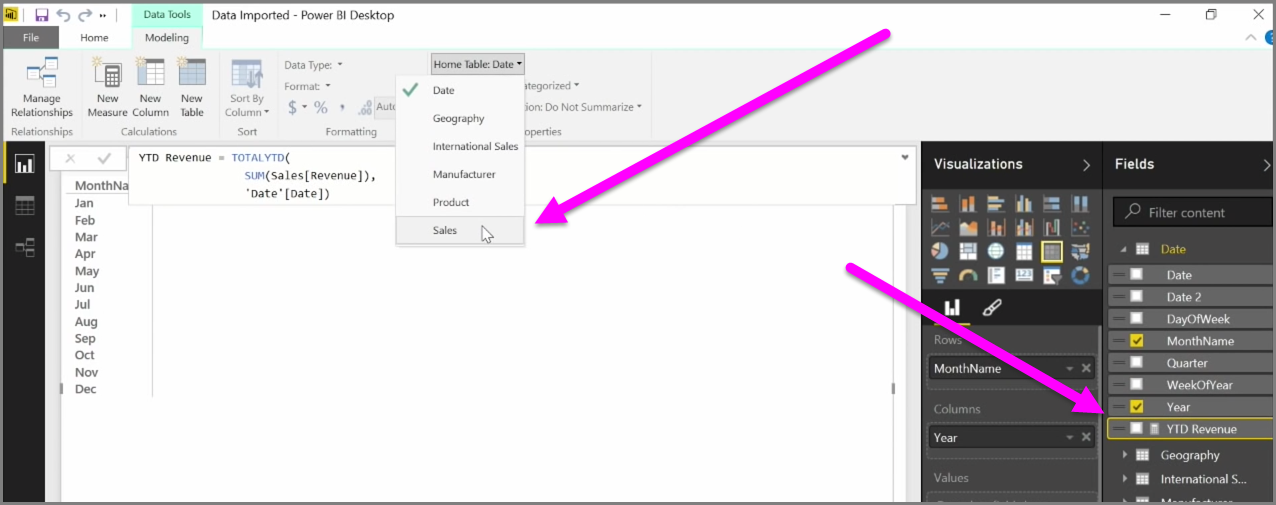 Data Tools
Data Imported - Power BI Desktop
File
Home
Modeling
Manage
Relationships
Relationships
New
Measure
New
Column
New
Table
Calculations
Sort By
Column
Sort
Data Type:
Format:
$ % , .00 Auto
Formatting
Home Table: Date
ategorized
ion: Do Not Summarize
operties
Date
Geography
International Sales
Manufacturer
Product
Sales
YTD Revenue = TOTALYTD(
SUM(Sales[Revenue]),
'Date'[Date])
MonthNa
Jan
Feb
Mar
Apr
May
Jun
Jul
Aug
Sep
Oct
Nov
Dec
Visualizations
123
Rows
MonthName
Columns
Year
Values
Fields
Filter content
Date
Date
Date 2
DayOfWeek
MonthName
Quarter
WeekOfYear
Year
YTD Revenue
Geography
International S...